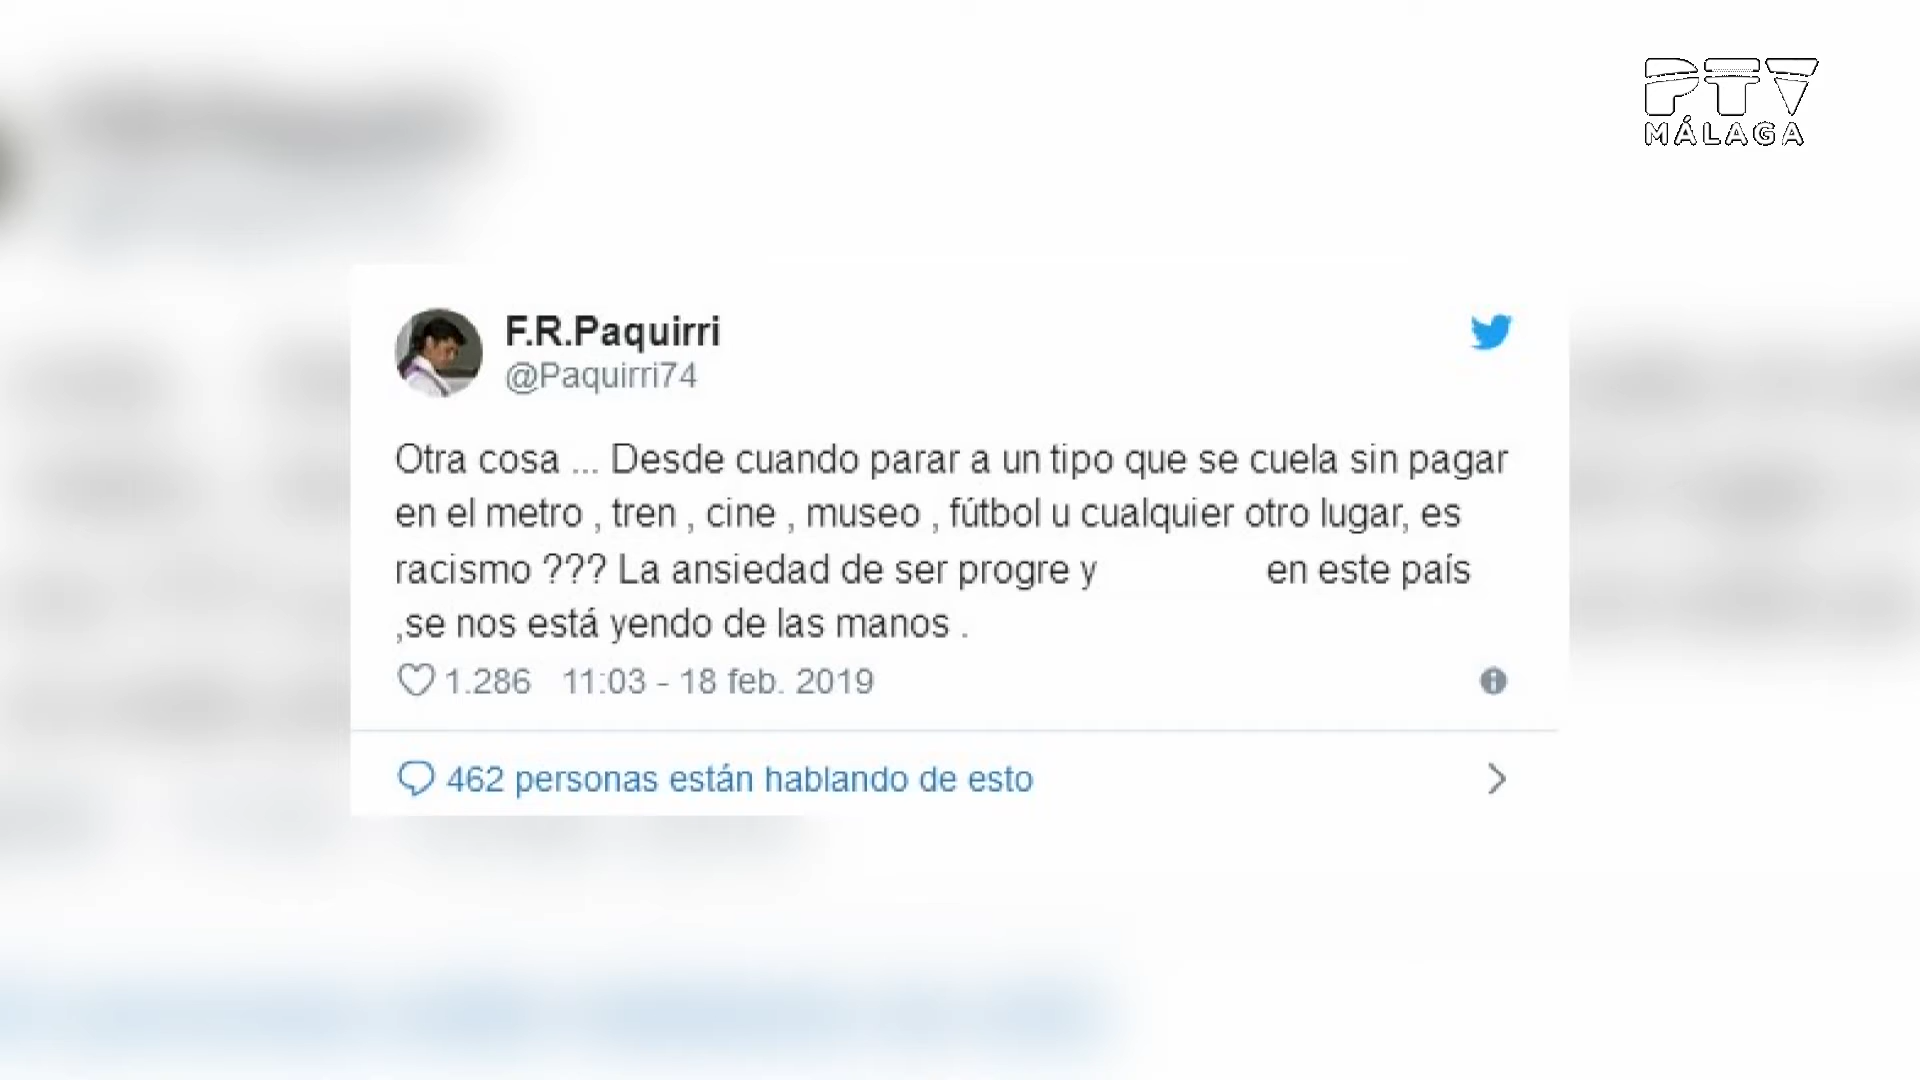 PTV
MÁLAGA
F.R.Paquirri
@Paquirri74
Otra cosa ... Desde cuando parar a un tipo que se cuela sin pagar
en el metro , tren , cine , museo , fútbol u cualquier otro lugar, es
racismo ??? La ansiedad de ser progre y en este país
,se nos está yendo de las manos .
1.286 11:03 - 18 feb. 2019
462 personas están hablando de esto